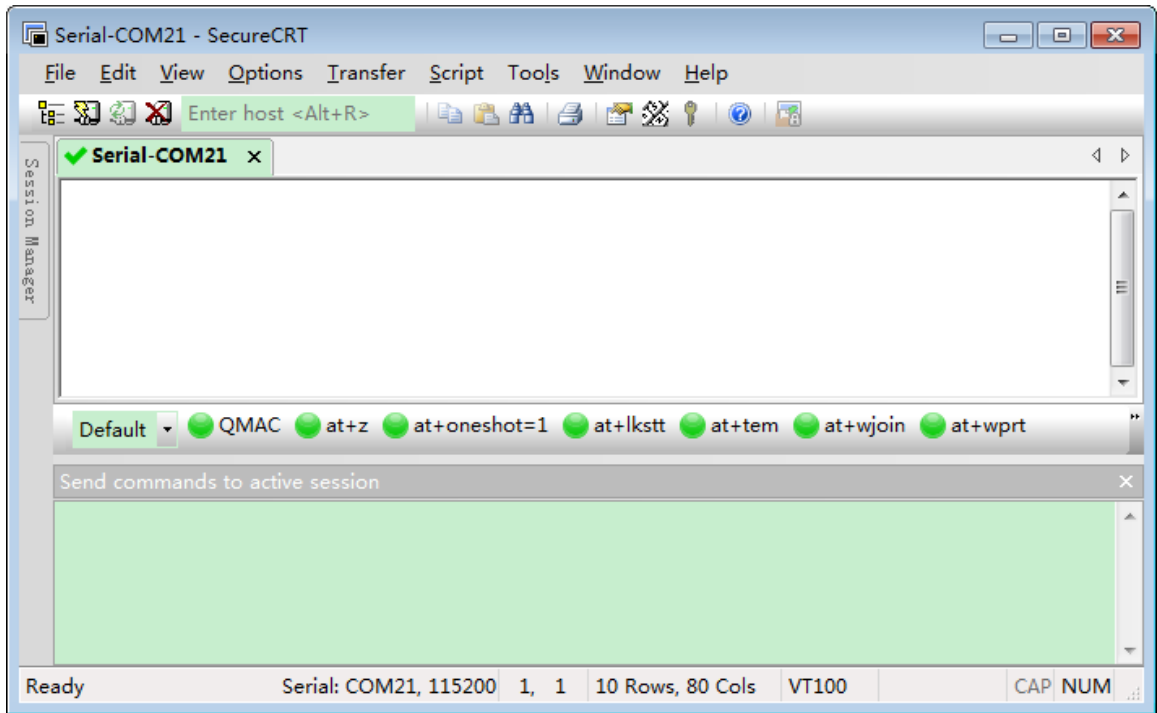 Serial-COM21 - SecureCRT
File Edit View Options Transfer Script Tools Window Help
Enter host <Alt+R>
Serial-COM21 x
Session Manager
Default QMAC at+z at+oneshot=1 at+lkstt at+tem at+wjoin at+wprt
Send commands to active session
Ready Serial: COM21, 115200 1, 1 10 Rows, 80 Cols VT100 CAP NUM